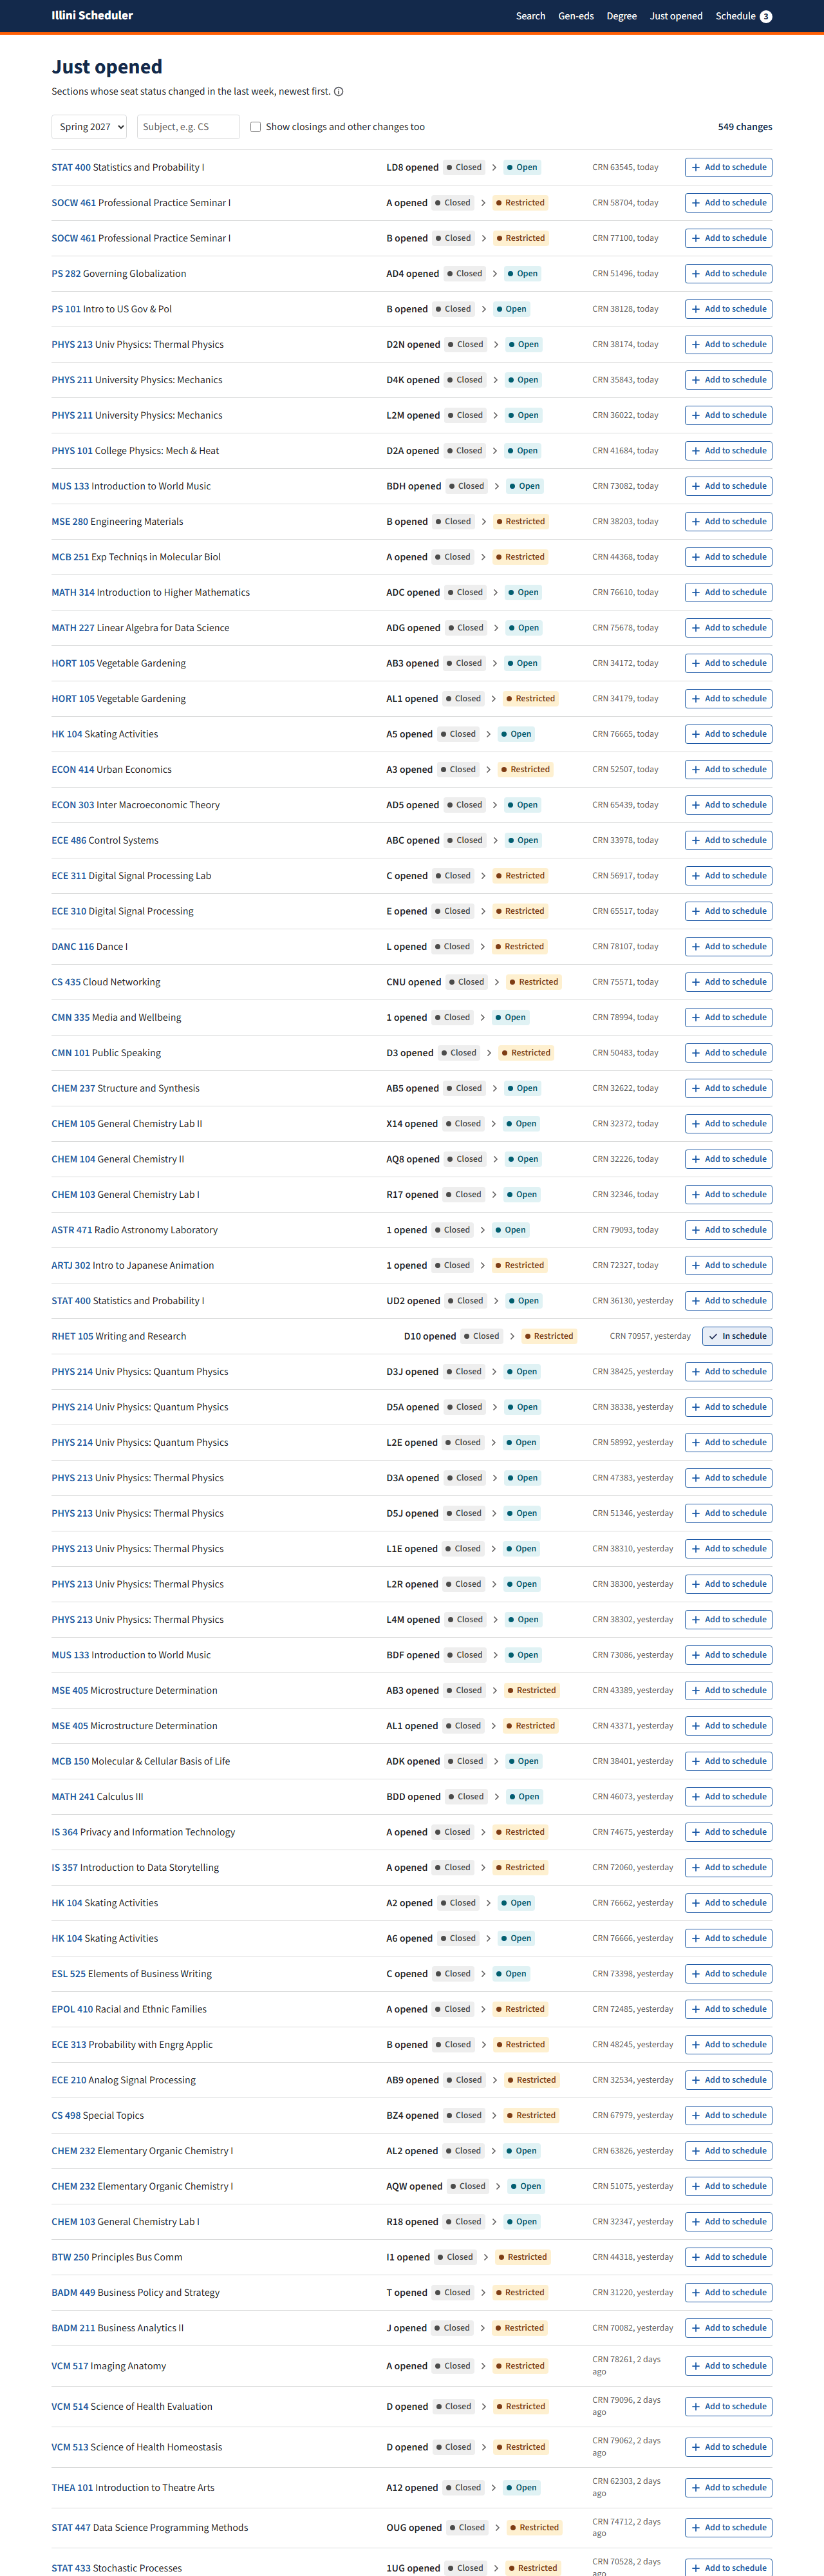 Illini Scheduler Search Gen-eds Degree Just opened Schedule 3
Just opened
Sections whose seat status changed in the last week, newest first.
Spring 2027 Subject, e.g. CS Show closings and other changes too 549 changes
STAT 400 Statistics and Probability I LD8 opened Closed Open CRN 63545, today Add to schedule
SOCW 461 Professional Practice Seminar I A opened Closed Restricted CRN 58704, today Add to schedule
SOCW 461 Professional Practice Seminar I B opened Closed Restricted CRN 77100, today Add to schedule
PS 282 Governing Globalization AD4 opened Closed Open CRN 51496, today Add to schedule
PS 101 Intro to US Gov & Pol B opened Closed Open CRN 38128, today Add to schedule
PHYS 213 Univ Physics: Thermal Physics D2N opened Closed Open CRN 38174, today Add to schedule
PHYS 211 University Physics: Mechanics D4K opened Closed Open CRN 35843, today Add to schedule
PHYS 211 University Physics: Mechanics L2M opened Closed Open CRN 36022, today Add to schedule
PHYS 101 College Physics: Mech & Heat D2A opened Closed Open CRN 41684, today Add to schedule
MUS 133 Introduction to World Music BDH opened Closed Open CRN 73082, today Add to schedule
MSE 280 Engineering Materials B opened Closed Restricted CRN 38203, today Add to schedule
MCB 251 Exp Techniqs in Molecular Biol A opened Closed Restricted CRN 44368, today Add to schedule
MATH 314 Introduction to Higher Mathematics ADC opened Closed Open CRN 76610, today Add to schedule
MATH 227 Linear Algebra for Data Science ADG opened Closed Open CRN 75678, today Add to schedule
HORT 105 Vegetable Gardening AB3 opened Closed Open CRN 34172, today Add to schedule
HORT 105 Vegetable Gardening AL1 opened Closed Restricted CRN 34179, today Add to schedule
HK 104 Skating Activities A5 opened Closed Open CRN 76665, today Add to schedule
ECON 414 Urban Economics A3 opened Closed Restricted CRN 52507, today Add to schedule
ECON 303 Inter Macroeconomic Theory AD5 opened Closed Open CRN 65439, today Add to schedule
ECE 486 Control Systems ABC opened Closed Open CRN 33978, today Add to schedule
ECE 311 Digital Signal Processing Lab C opened Closed Restricted CRN 56917, today Add to schedule
ECE 310 Digital Signal Processing E opened Closed Restricted CRN 65517, today Add to schedule
DANC 116 Dance I L opened Closed Restricted CRN 78107, today Add to schedule
CS 435 Cloud Networking CNU opened Closed Restricted CRN 75571, today Add to schedule
CMN 335 Media and Wellbeing 1 opened Closed Open CRN 78994, today Add to schedule
CMN 101 Public Speaking D3 opened Closed Restricted CRN 50483, today Add to schedule
CHEM 237 Structure and Synthesis AB5 opened Closed Open CRN 32622, today Add to schedule
CHEM 105 General Chemistry Lab II X14 opened Closed Open CRN 32372, today Add to schedule
CHEM 104 General Chemistry II AQ8 opened Closed Open CRN 32226, today Add to schedule
CHEM 103 General Chemistry Lab I R17 opened Closed Open CRN 32346, today Add to schedule
ASTR 471 Radio Astronomy Laboratory 1 opened Closed Open CRN 79093, today Add to schedule
ARTJ 302 Intro to Japanese Animation 1 opened Closed Restricted CRN 72327, today Add to schedule
STAT 400 Statistics and Probability I UD2 opened Closed Open CRN 36130, yesterday Add to schedule
RHET 105 Writing and Research D10 opened Closed Restricted CRN 70957, yesterday In schedule
PHYS 214 Univ Physics: Quantum Physics D3J opened Closed Open CRN 38425, yesterday Add to schedule
PHYS 214 Univ Physics: Quantum Physics D5A opened Closed Open CRN 38338, yesterday Add to schedule
PHYS 214 Univ Physics: Quantum Physics L2E opened Closed Open CRN 58992, yesterday Add to schedule
PHYS 213 Univ Physics: Thermal Physics D3A opened Closed Open CRN 47383, yesterday Add to schedule
PHYS 213 Univ Physics: Thermal Physics D5J opened Closed Open CRN 51346, yesterday Add to schedule
PHYS 213 Univ Physics: Thermal Physics L1E opened Closed Open CRN 38310, yesterday Add to schedule
PHYS 213 Univ Physics: Thermal Physics L2R opened Closed Open CRN 38300, yesterday Add to schedule
PHYS 213 Univ Physics: Thermal Physics L4M opened Closed Open CRN 38302, yesterday Add to schedule
MUS 133 Introduction to World Music BDF opened Closed Open CRN 73086, yesterday Add to schedule
MSE 405 Microstructure Determination AB3 opened Closed Restricted CRN 43389, yesterday Add to schedule
MSE 405 Microstructure Determination AL1 opened Closed Restricted CRN 43371, yesterday Add to schedule
MCB 150 Molecular & Cellular Basis of Life ADK opened Closed Open CRN 38401, yesterday Add to schedule
MATH 241 Calculus III BDD opened Closed Open CRN 46073, yesterday Add to schedule
IS 364 Privacy and Information Technology A opened Closed Restricted CRN 74675, yesterday Add to schedule
IS 357 Introduction to Data Storytelling A opened Closed Restricted CRN 72060, yesterday Add to schedule
HK 104 Skating Activities A2 opened Closed Open CRN 76662, yesterday Add to schedule
HK 104 Skating Activities A6 opened Closed Open CRN 76666, yesterday Add to schedule
ESL 525 Elements of Business Writing C opened Closed Open CRN 73398, yesterday Add to schedule
EPOL 410 Racial and Ethnic Families A opened Closed Restricted CRN 72485, yesterday Add to schedule
ECE 313 Probability with Engrg Applic B opened Closed Restricted CRN 48245, yesterday Add to schedule
ECE 210 Analog Signal Processing AB9 opened Closed Restricted CRN 32534, yesterday Add to schedule
CS 498 Special Topics BZ4 opened Closed Restricted CRN 67979, yesterday Add to schedule
CHEM 232 Elementary Organic Chemistry I AL2 opened Closed Open CRN 63826, yesterday Add to schedule
CHEM 232 Elementary Organic Chemistry I AQW opened Closed Open CRN 51075, yesterday Add to schedule
CHEM 103 General Chemistry Lab I R18 opened Closed Open CRN 32347, yesterday Add to schedule
BTW 250 Principles Bus Comm I1 opened Closed Restricted CRN 44318, yesterday Add to schedule
BADM 449 Business Policy and Strategy T opened Closed Restricted CRN 31220, yesterday Add to schedule
BADM 211 Business Analytics II J opened Closed Restricted CRN 70082, yesterday Add to schedule
VCM 517 Imaging Anatomy A opened Closed Restricted CRN 78261, 2 days ago Add to schedule
VCM 514 Science of Health Evaluation D opened Closed Restricted CRN 79096, 2 days ago Add to schedule
VCM 513 Science of Health Homeostasis D opened Closed Restricted CRN 79062, 2 days ago Add to schedule
THEA 101 Introduction to Theatre Arts A12 opened Closed Open CRN 62303, 2 days ago Add to schedule
STAT 447 Data Science Programming Methods OUG opened Closed Restricted CRN 74712, 2 days ago Add to schedule
STAT 433 Stochastic Processes 1UG opened Closed Restricted CRN 70528, 2 days ago Add to schedule